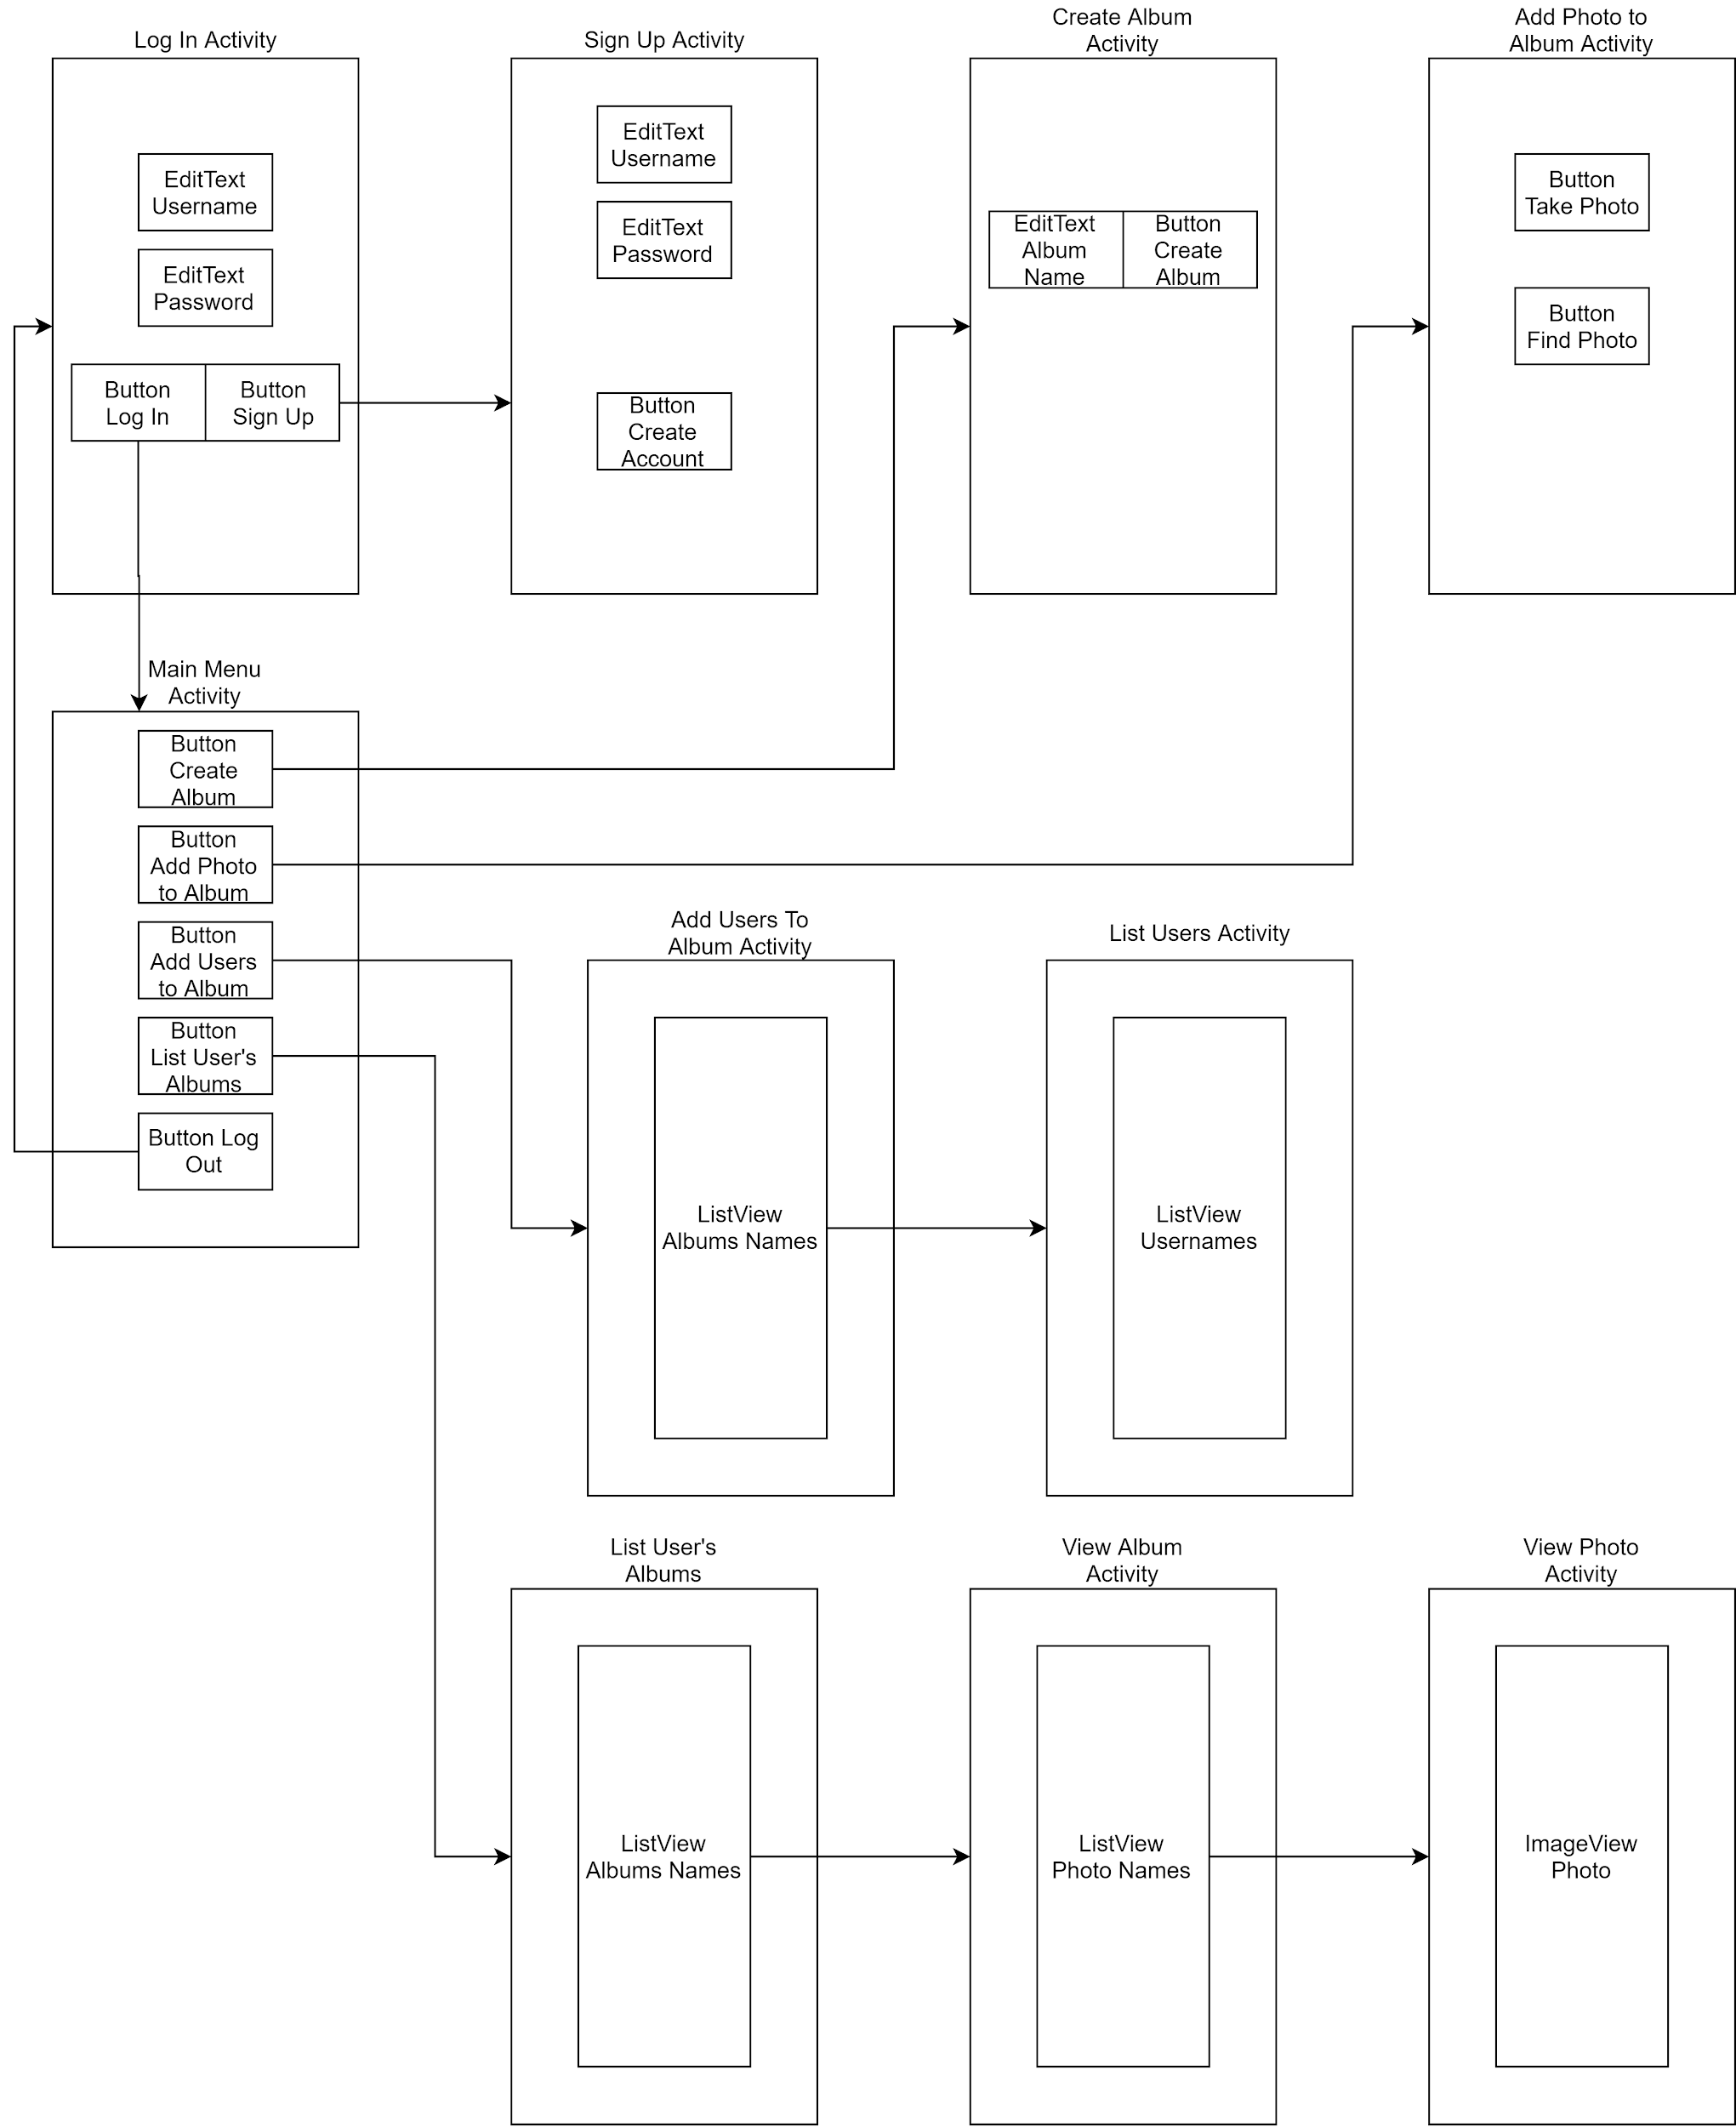 Log In Activity
EditText
Username
EditText
Password
Button
Log In
Button
Sign Up
Sign Up Activity
EditText
Username
EditText
Password
Button
Create
Account
Create Album
Activity
EditText
Album
Name
Button
Create
Album
Add Photo to
Album Activity
Button
Take Photo
Button
Find Photo
Main Menu
Activity
Button
Create
Album
Button
Add Photo
to Album
Button
Add Users
to Album
Button
List User's
Albums
Button Log
Out
Add Users To
Album Activity
ListView
Albums Names
List Users Activity
ListView
Usernames
List User's
Albums
ListView
Albums Names
View Album
Activity
ListView
Photo Names
View Photo
Activity
ImageView
Photo